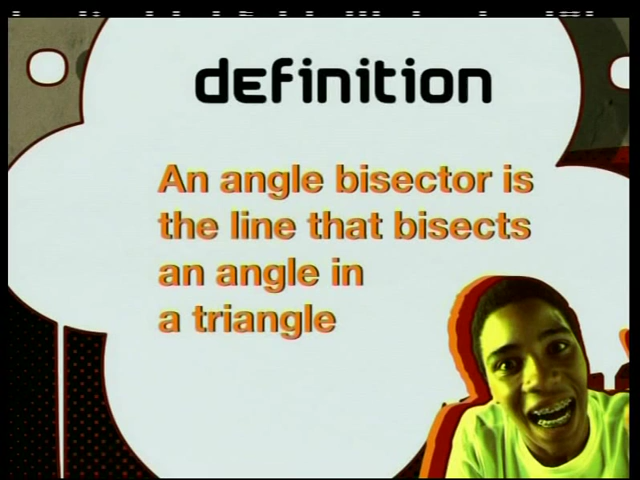 definition
An angle bisector is
the line that bisects
an angle in
a triangle